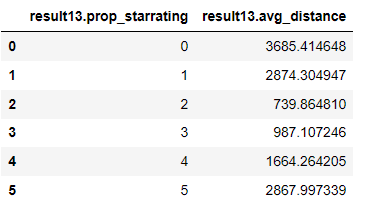 result13.prop_starrating result13.avg_distance
0 0 3685.414648
1 1 2874.304947
2 2 739.864810
3 3 987.107246
4 4 1664.264205
5 5 2867.997339